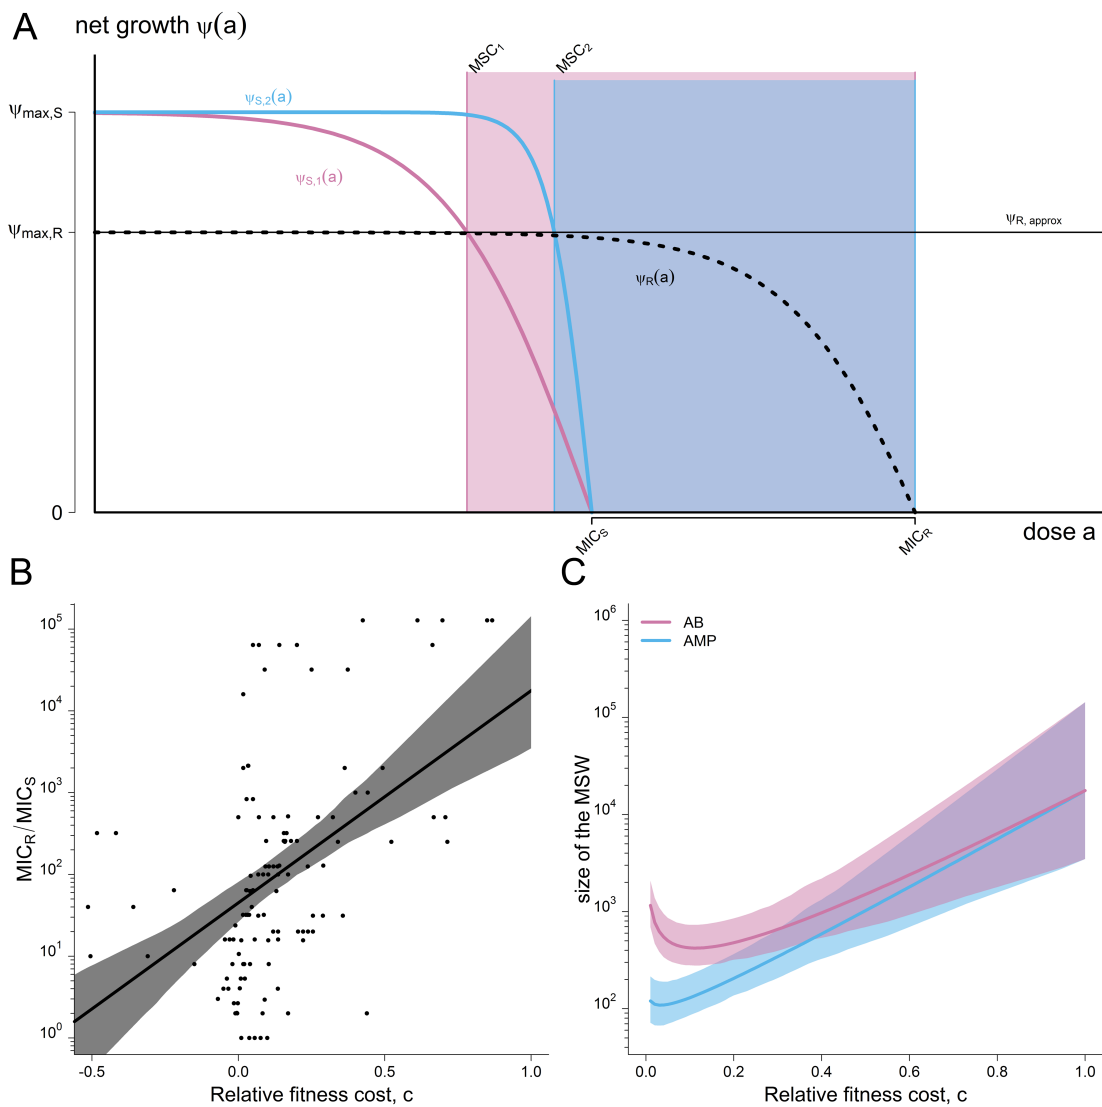 A
net growth ψ(a)
MSC1
MSC2
ψmax,S
ψS,2(a)
ψS,1(a)
ψmax,R
ψR, approx
ψR(a)
0
MICS
MICR
dose a
B
MICR/MICS
10^5
10^4
10^3
10^2
10^1
10^0
-0.5
0.0
0.5
1.0
Relative fitness cost, c
C
size of the MSW
10^6
10^5
10^4
10^3
10^2
AB
AMP
0.0
0.2
0.4
0.6
0.8
1.0
Relative fitness cost, c